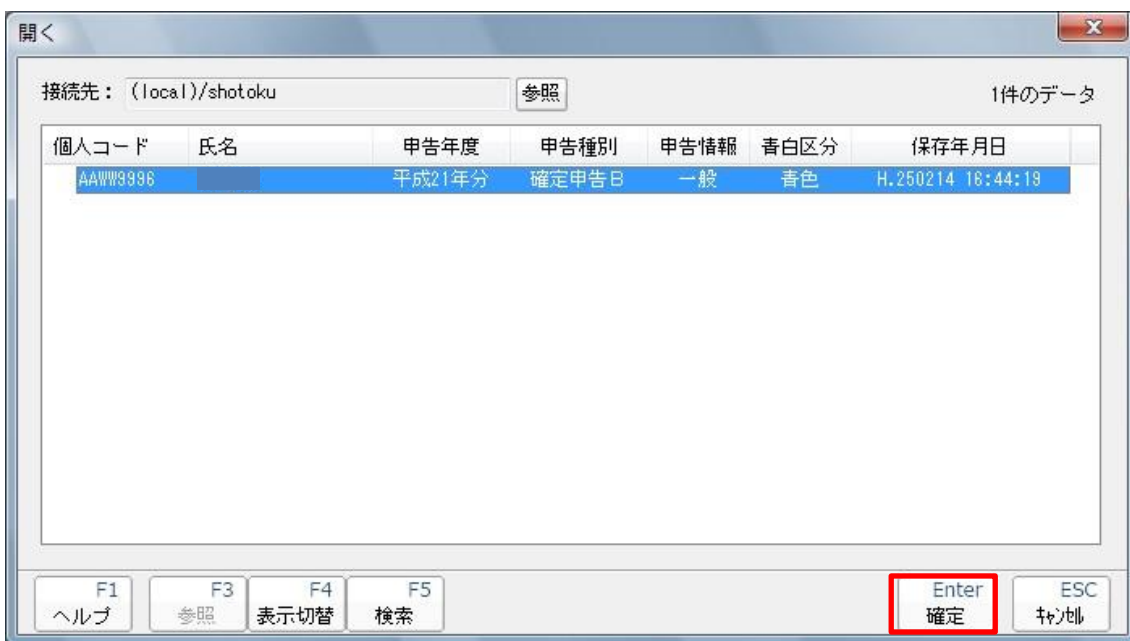 開く
接続先： (local)/shotoku 参照 1件のデータ
個人コード 氏名 申告年度 申告種別 申告情報 青白区分 保存年月日
AAWW9996 平成21年分 確定申告B 一般 青色 H.250214 16:44:19
F1 F3 F4 F5 Enter ESC
ヘルプ 参照 表示切替 検索 確定 ｷｬﾝｾﾙ